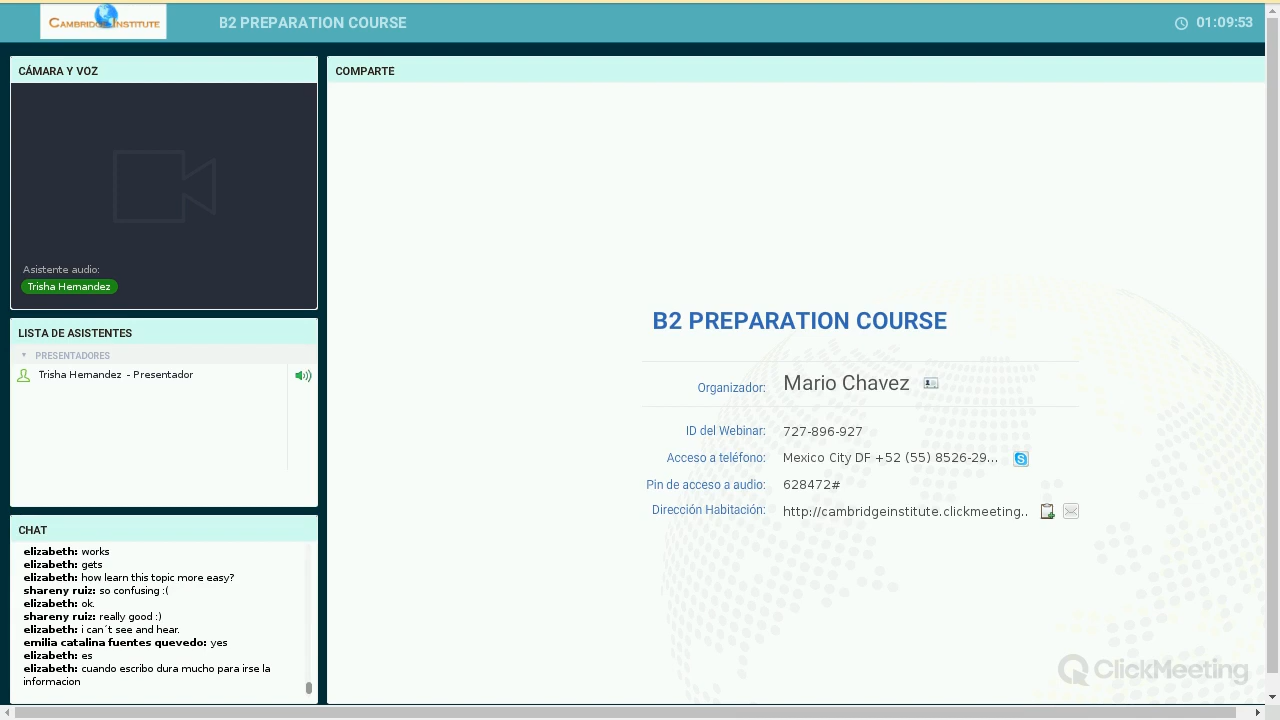 CAMBRIDGE INSTITUTE
B2 PREPARATION COURSE
01:09:53
CÁMARA Y VOZ
Asistente audio:
Trisha Hernandez
LISTA DE ASISTENTES
PRESENTADORES
Trisha Hernandez - Presentador
CHAT
elizabeth: works
elizabeth: gets
elizabeth: how learn this topic more easy?
shareny ruiz: so confusing :(
elizabeth: ok.
shareny ruiz: really good :)
elizabeth: i can´t see and hear.
emilia catalina fuentes quevedo: yes
elizabeth: es
elizabeth: cuando escribo dura mucho para irse la
informacion
COMPARTE
B2 PREPARATION COURSE
Organizador: Mario Chavez
ID del Webinar: 727-896-927
Acceso a teléfono: Mexico City DF +52 (55) 8526-29...
Pin de acceso a audio: 628472#
Dirección Habitación: http://cambridgeinstitute.clickmeeting..
ClickMeeting